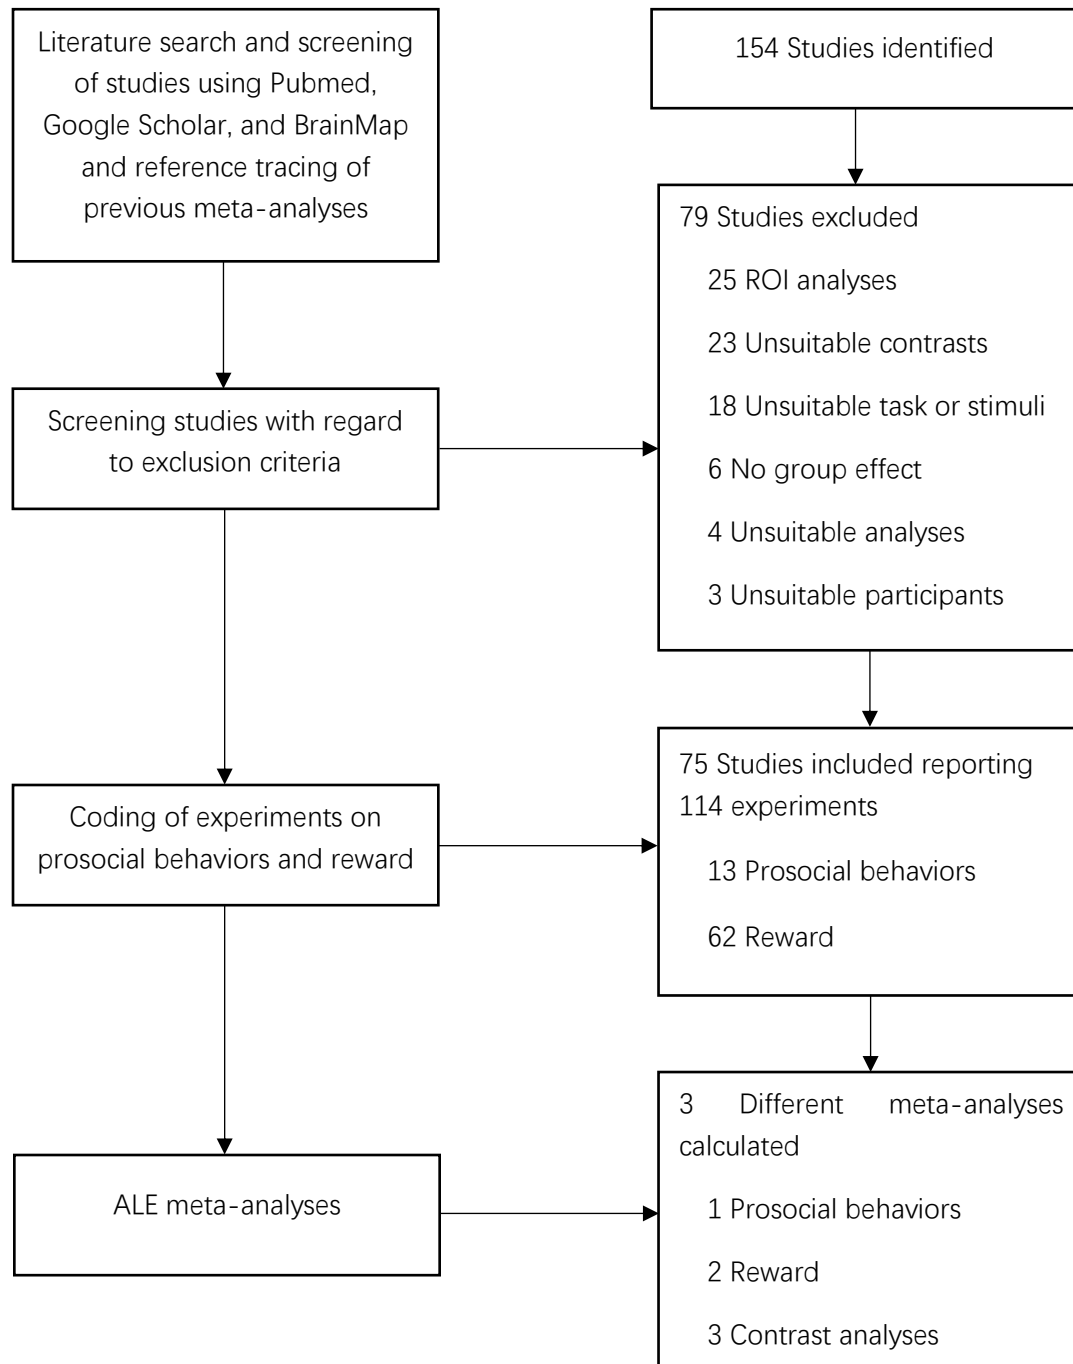 Literature search and screening
of studies using Pubmed,
Google Scholar, and BrainMap
and reference tracing of
previous meta-analyses
154 Studies identified
79 Studies excluded
25 ROI analyses
23 Unsuitable contrasts
18 Unsuitable task or stimuli
6 No group effect
4 Unsuitable analyses
3 Unsuitable participants
Screening studies with regard
to exclusion criteria
75 Studies included reporting
114 experiments
13 Prosocial behaviors
62 Reward
Coding of experiments on
prosocial behaviors and reward
3 Different meta-analyses
calculated
1 Prosocial behaviors
2 Reward
3 Contrast analyses
ALE meta-analyses